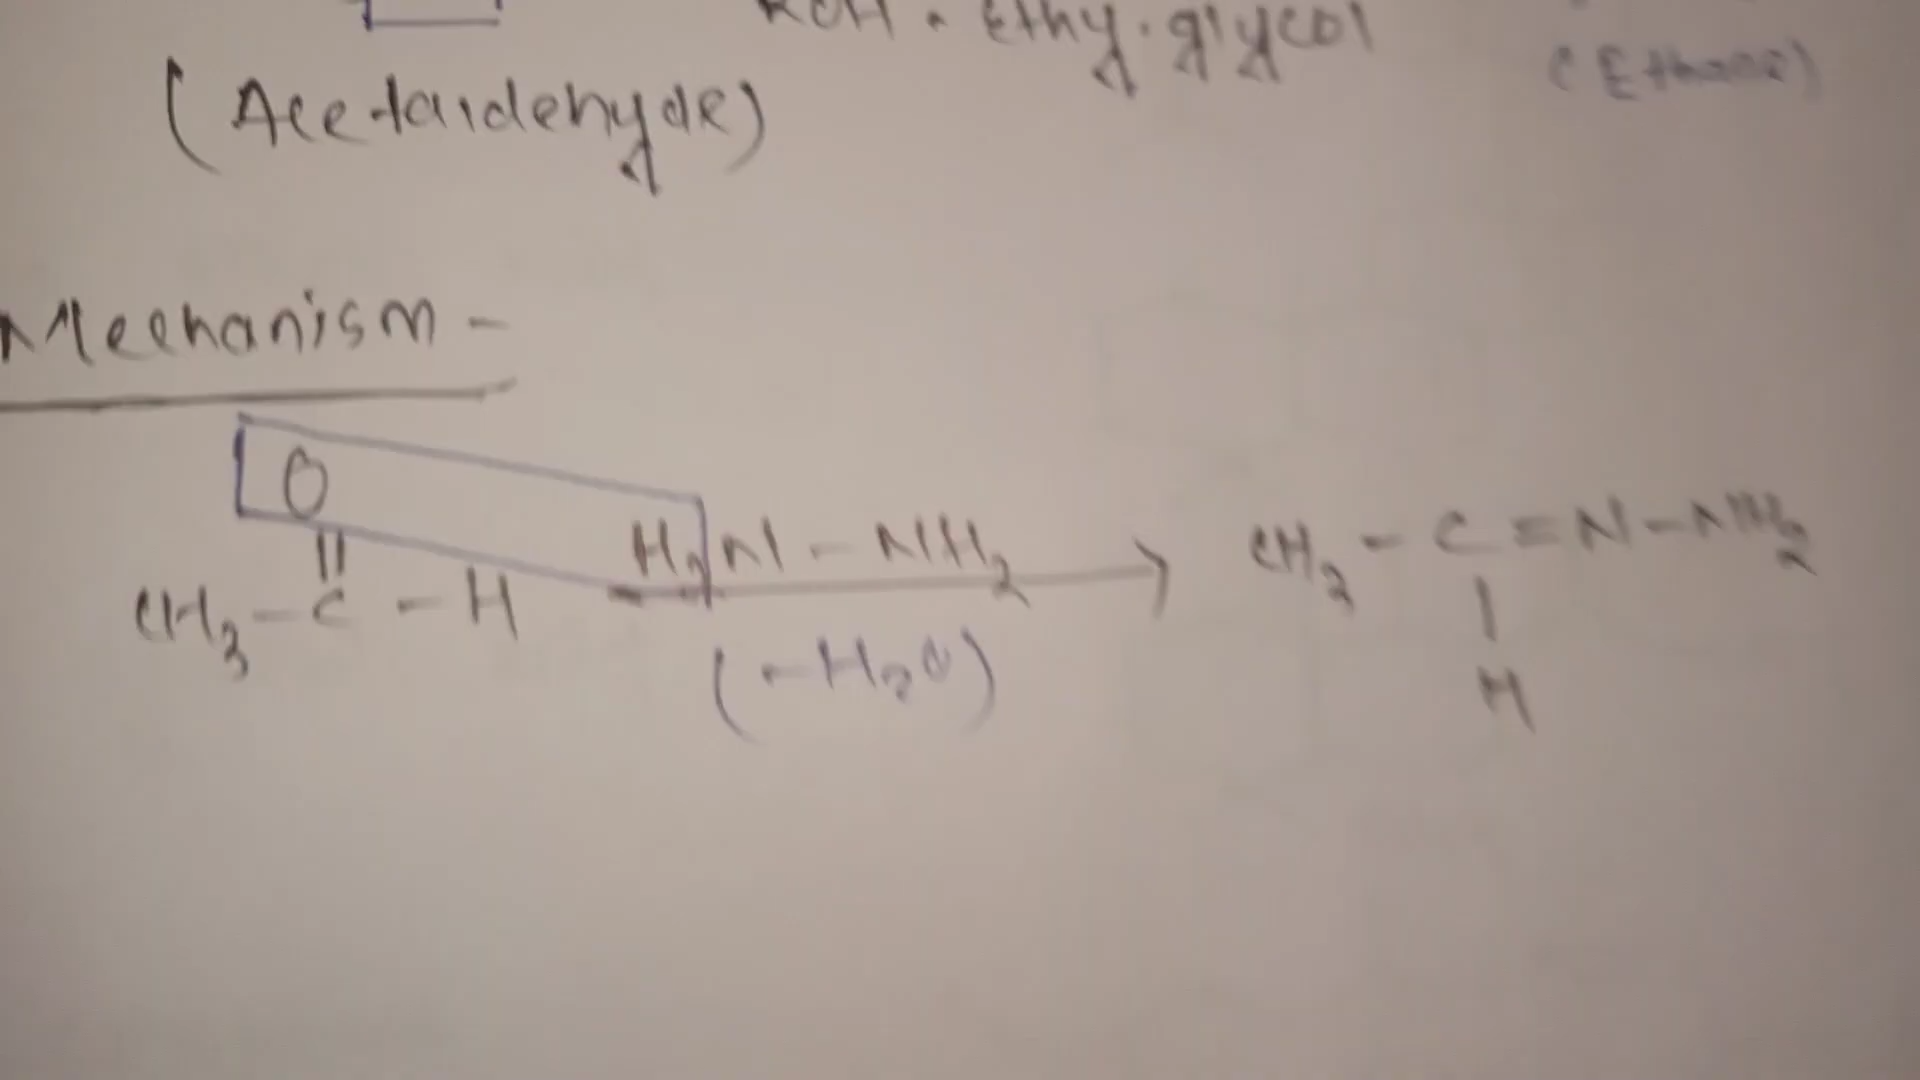 KOH . Ethy.glycol
(Ethane)
(Acetaldehyde)
Mechanism -
O
||
CH3 - C - H
H2N - NH2
(-H2O)
CH3 - C = N - NH2
|
H